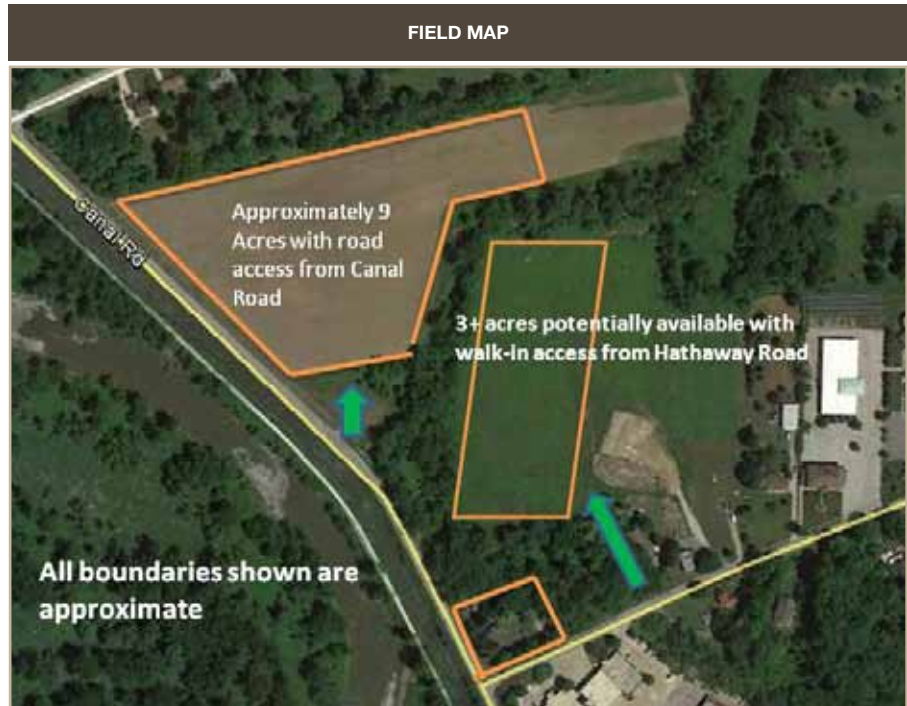 FIELD MAP
Canal Rd
Approximately 9
Acres with road
access from Canal
Road
3+ acres potentially available with
walk-in access from Hathaway Road
All boundaries shown are
approximate